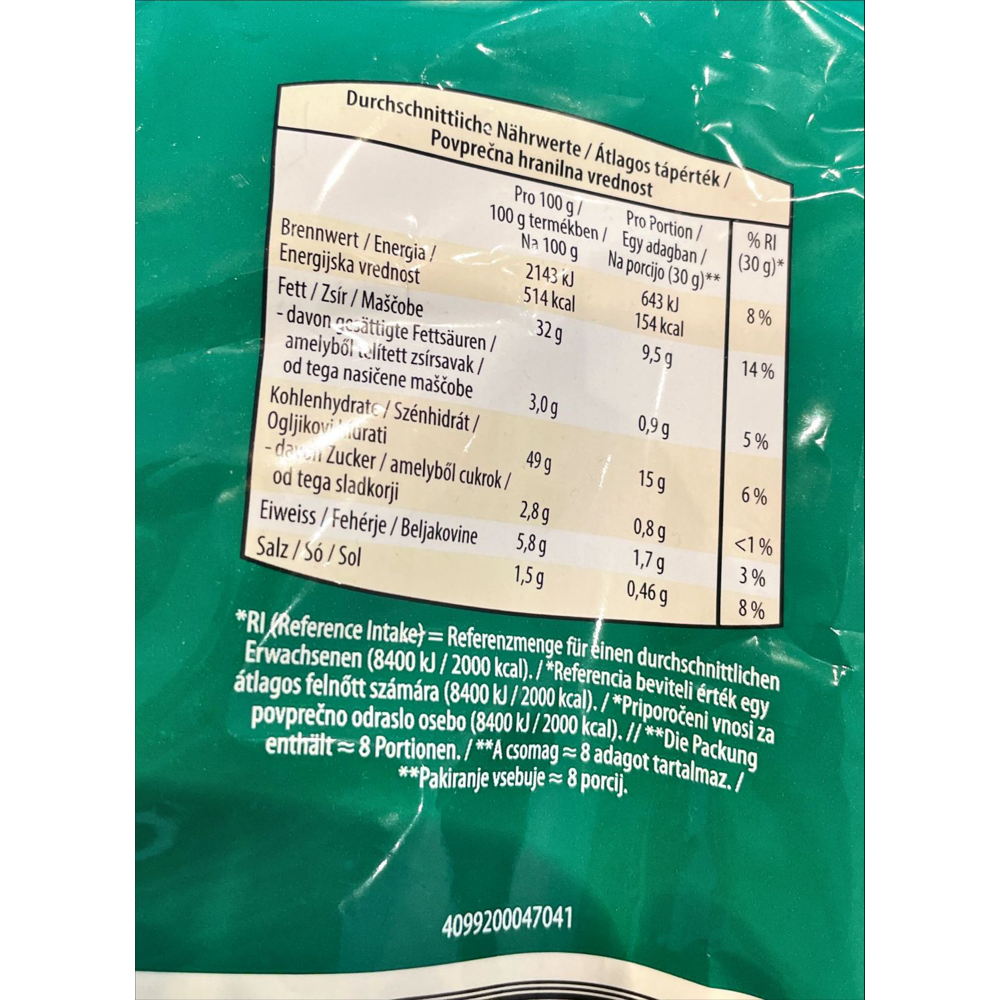 Durchschnittliche Nährwerte / Átlagos tápérték /
Povprečna hranilna vrednost
Pro 100 g /
100 g termékben /
Na 100 g
Pro Portion /
Egy adagban /
Na porcijo (30 g)**
% RI
(30 g)*
Brennwert / Energia /
Energijska vrednost
2143 kJ
514 kcal
643 kJ
154 kcal
8 %
Fett / Zsír / Maščobe
32 g
9,5 g
14 %
- davon gesättigte Fettsäuren /
amelyből telített zsírsavak /
od tega nasičene maščobe
3,0 g
0,9 g
5 %
Kohlenhydrate / Szénhidrát /
Ogljikovi hidrati
49 g
15 g
6 %
- davon Zucker / amelyből cukrok /
od tega sladkorji
2,8 g
0,8 g
<1 %
Eiweiss / Fehérje / Beljakovine
5,8 g
1,7 g
3 %
Salz / Só / Sol
1,5 g
0,46 g
8 %
*RI (Reference Intake) = Referenzmenge für einen durchschnittlichen
Erwachsenen (8400 kJ / 2000 kcal). / *Referencia beviteli érték egy
átlagos felnőtt számára (8400 kJ / 2000 kcal). / *Priporočeni vnosi za
povprečno odraslo osebo (8400 kJ / 2000 kcal). // **Die Packung
enthält ≈ 8 Portionen. / **A csomag ≈ 8 adagot tartalmaz. /
**Pakiranje vsebuje ≈ 8 porcij.
4099200047041